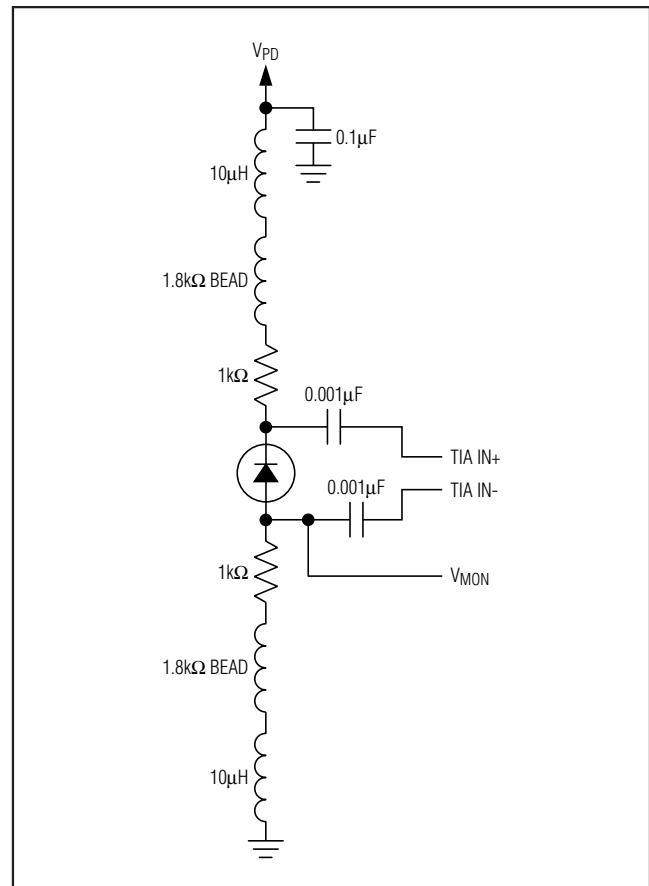 VPD
0.1µF
10µH
1.8kΩ BEAD
1kΩ
0.001µF
TIA IN+
0.001µF
TIA IN-
1kΩ
VMON
1.8kΩ BEAD
10µH